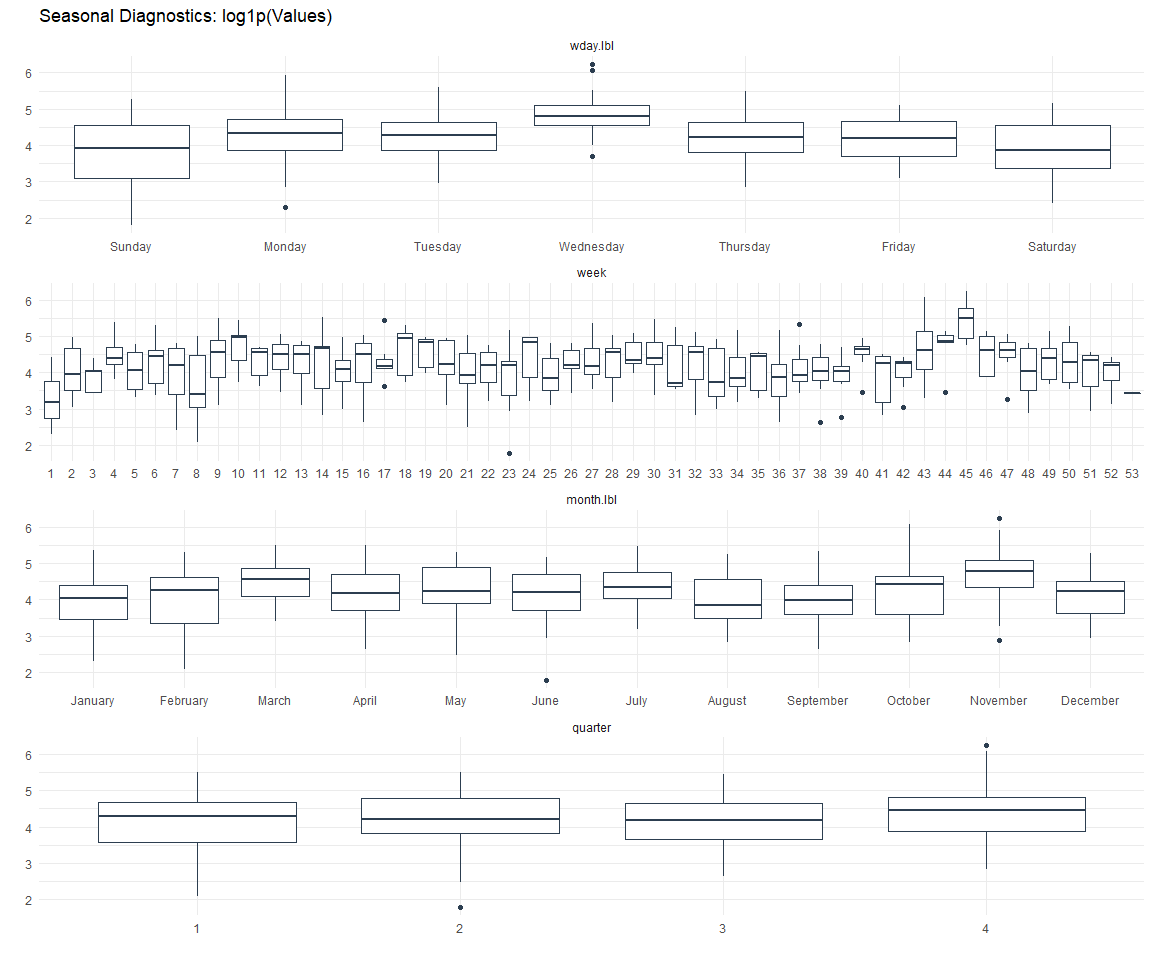 Seasonal Diagnostics: log1p(Values)
wday.lbl
6
5
4
3
2
Sunday Monday Tuesday Wednesday Thursday Friday Saturday
week
6
5
4
3
2
1 2 3 4 5 6 7 8 9 10 11 12 13 14 15 16 17 18 19 20 21 22 23 24 25 26 27 28 29 30 31 32 33 34 35 36 37 38 39 40 41 42 43 44 45 46 47 48 49 50 51 52 53
month.lbl
6
5
4
3
2
January February March April May June July August September October November December
quarter
6
5
4
3
2
1 2 3 4